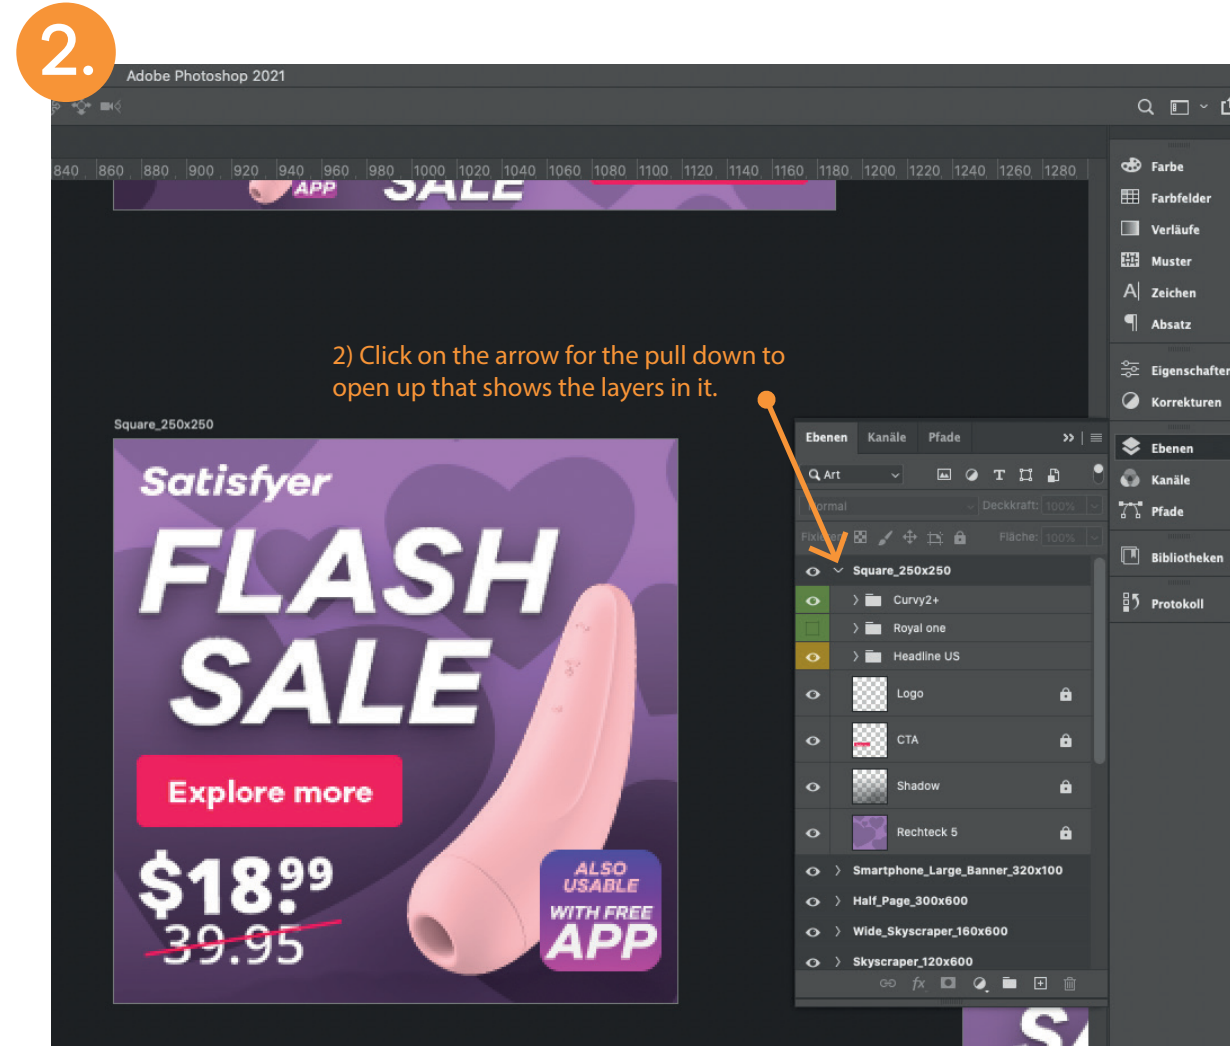 2.
Adobe Photoshop 2021
840 860 880 900 920 940 960 980 1000 1020 1040 1060 1080 1100 1120 1140 1160 1180 1200 1220 1240 1260 1280
APP SALE
Farbe
Farbfelder
Verläufe
Muster
Zeichen
Absatz
Eigenschaften
Korrekturen
Ebenen
Kanäle
Pfade
Bibliotheken
Protokoll
2) Click on the arrow for the pull down to
open up that shows the layers in it.
Square_250x250
Satisfyer
FLASH
SALE
Explore more
$18.99
39.95
ALSO
USABLE
WITH FREE
APP
Ebenen Kanäle Pfade
Art
Normal Deckkraft: 100%
Fixieren: Fläche: 100%
Square_250x250
Curvy2+
Royal one
Headline US
Logo
CTA
Shadow
Rechteck 5
Smartphone_Large_Banner_320x100
Half_Page_300x600
Wide_Skyscraper_160x600
Skyscraper_120x600
fx